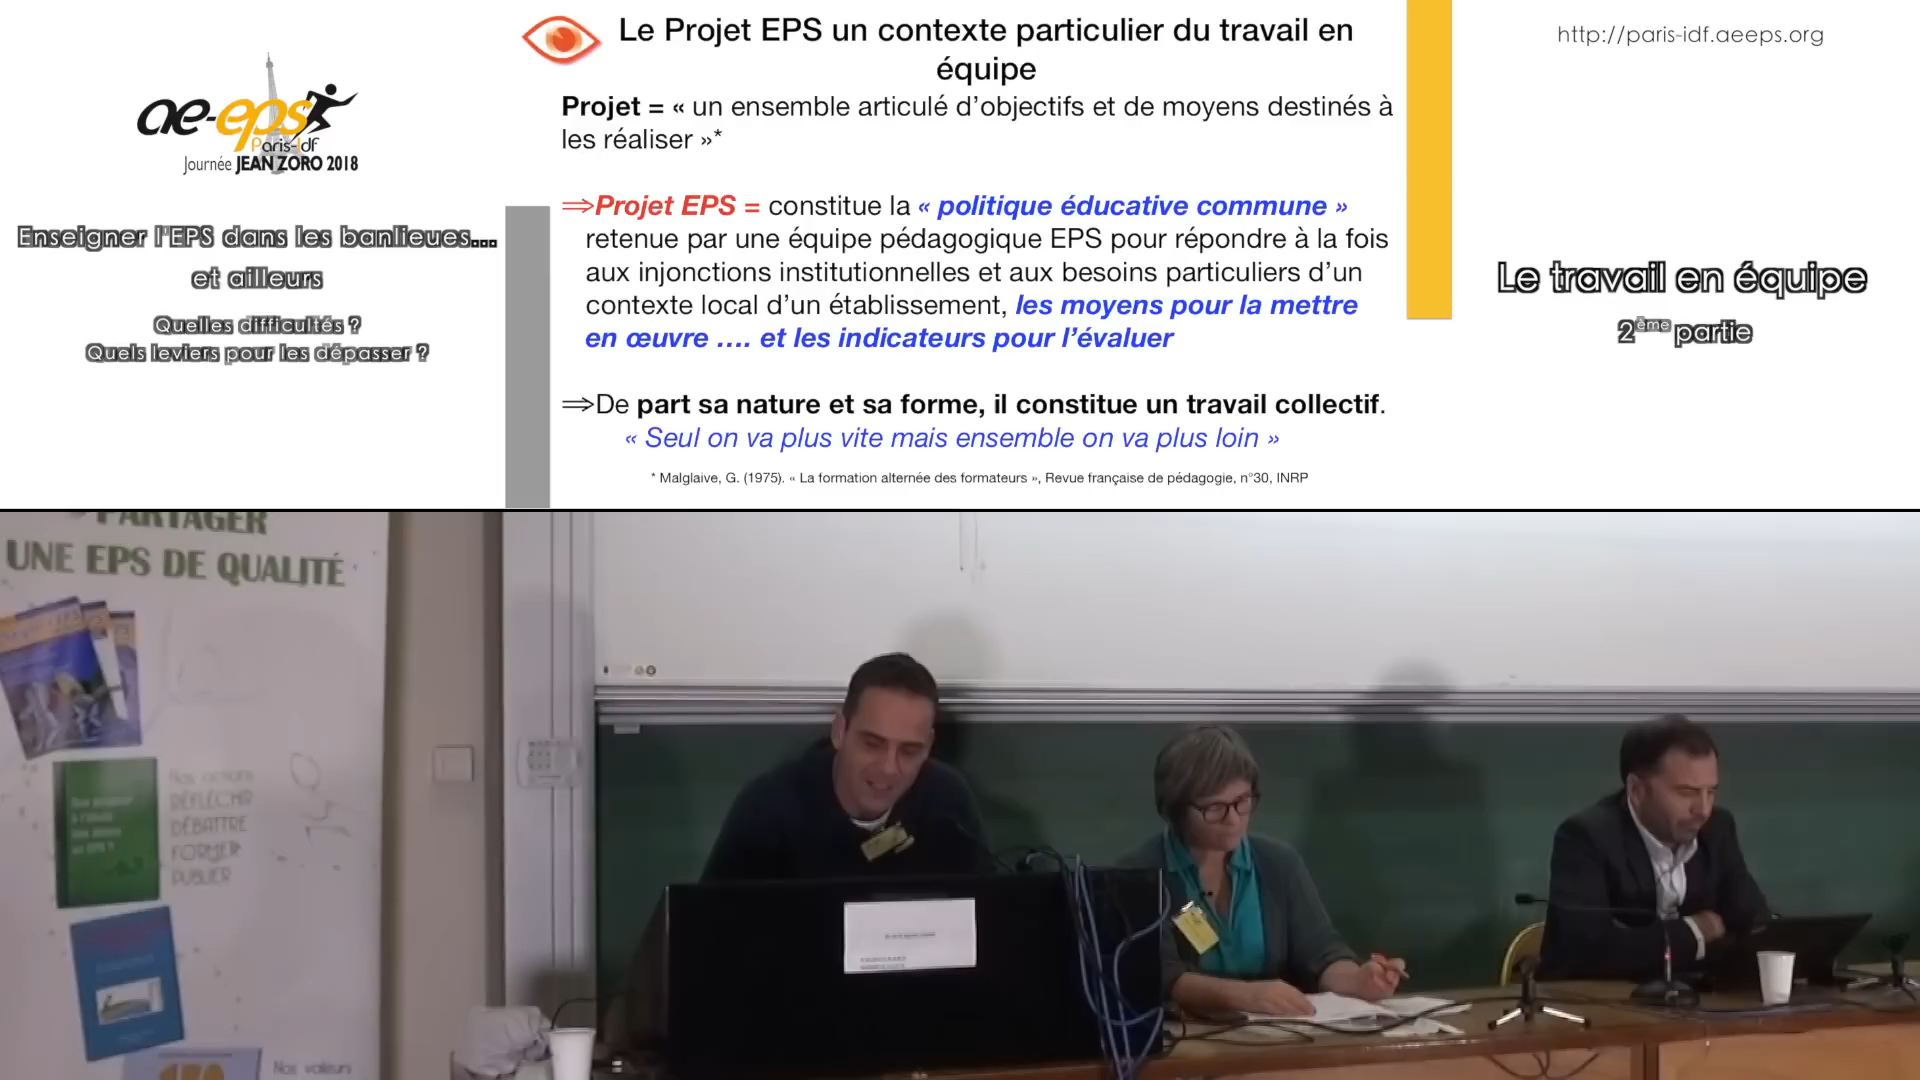 Le Projet EPS un contexte particulier du travail en
équipe
Projet = « un ensemble articulé d’objectifs et de moyens destinés à
les réaliser »*
⇒Projet EPS = constitue la « politique éducative commune »
retenue par une équipe pédagogique EPS pour répondre à la fois
aux injonctions institutionnelles et aux besoins particuliers d’un
contexte local d’un établissement, les moyens pour la mettre
en œuvre …. et les indicateurs pour l’évaluer
⇒De part sa nature et sa forme, il constitue un travail collectif.
« Seul on va plus vite mais ensemble on va plus loin »
* Malglaive, G. (1975). « La formation alternée des formateurs », Revue française de pédagogie, n°30, INRP
ae-eps
Paris-Idf
Journée JEAN ZORO 2018
Enseigner l'EPS dans les banlieues...
et ailleurs
Quelles difficultés ?
Quels leviers pour les dépasser ?
http://paris-idf.aeeps.org
Le travail en équipe
2ème partie
PARTAGER
UNE EPS DE QUALITÉ
Nos actions
RÉFLÉCHIR
DÉBATTRE
FORMER
PUBLIER
Nos valeurs